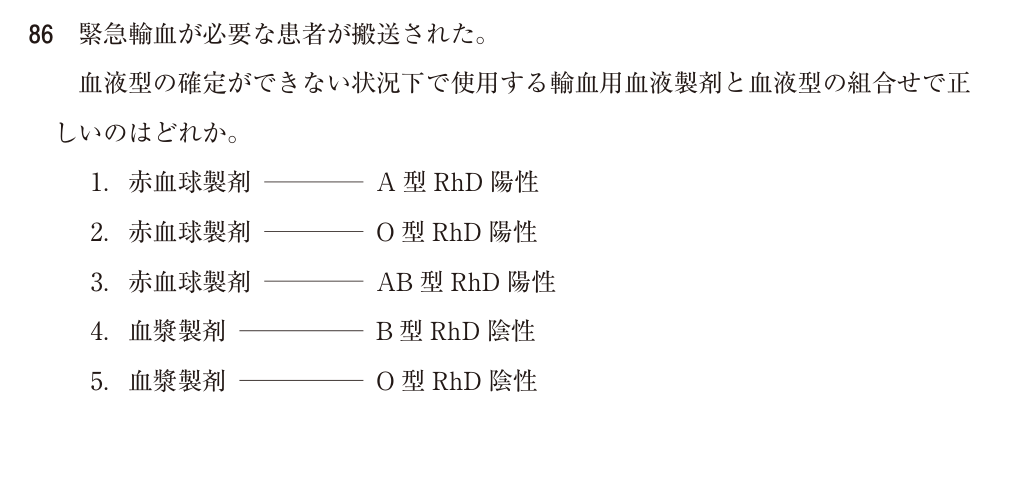 86 緊急輸血が必要な患者が搬送された。
血液型の確定ができない状況下で使用する輸血用血液製剤と血液型の組合せで正
しいのはどれか。
1. 赤血球製剤 ―――― A 型 RhD 陽性
2. 赤血球製剤 ―――― O 型 RhD 陽性
3. 赤血球製剤 ―――― AB 型 RhD 陽性
4. 血漿製剤 ――――― B 型 RhD 陰性
5. 血漿製剤 ――――― O 型 RhD 陰性